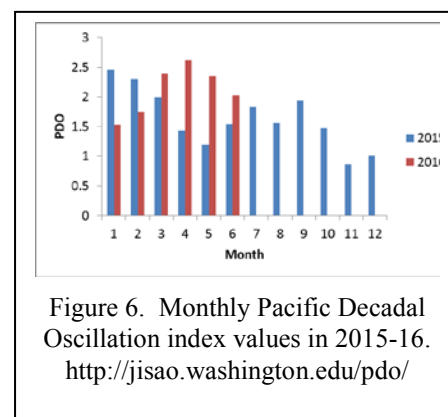 3
2.5
2
1.5
1
0.5
0
PDO
1 2 3 4 5 6 7 8 9 10 11 12
Month
2015
2016
Figure 6. Monthly Pacific Decadal
Oscillation index values in 2015-16.
http://jisao.washington.edu/pdo/